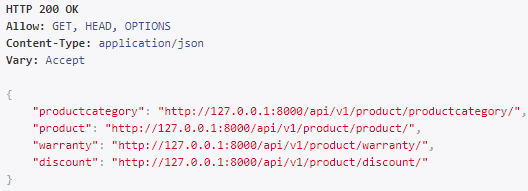 HTTP 200 OK
Allow: GET, HEAD, OPTIONS
Content-Type: application/json
Vary: Accept

{
    "productcategory": "http://127.0.0.1:8000/api/v1/product/productcategory/",
    "product": "http://127.0.0.1:8000/api/v1/product/product/",
    "warranty": "http://127.0.0.1:8000/api/v1/product/warranty/",
    "discount": "http://127.0.0.1:8000/api/v1/product/discount/"
}